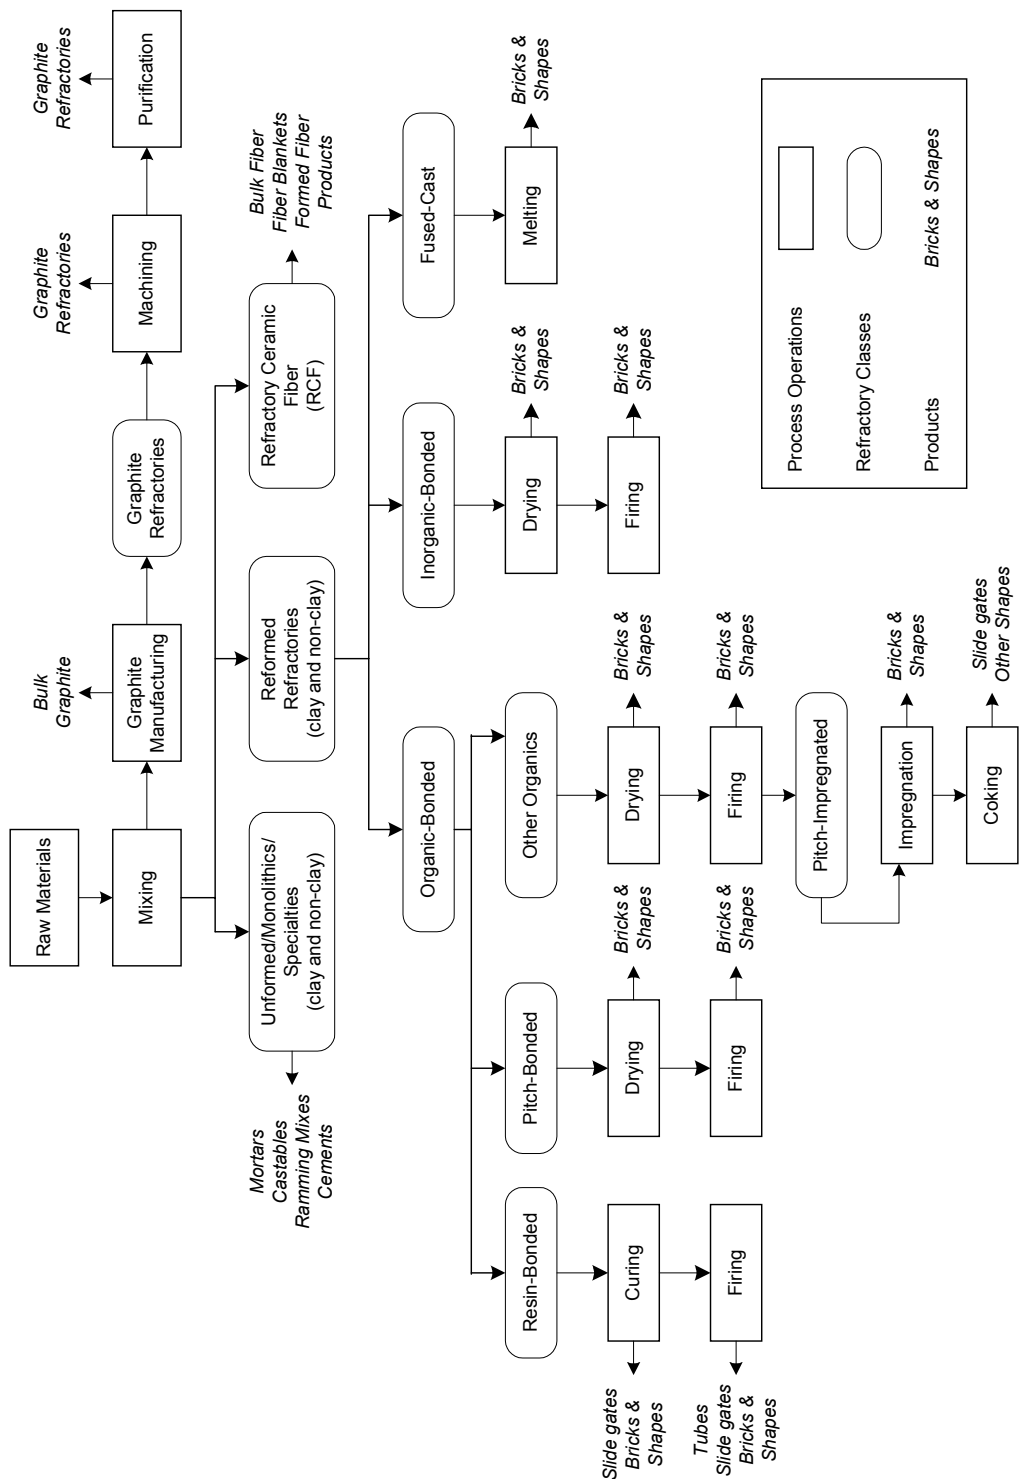 Raw Materials
Mixing
Bulk
Graphite
Graphite
Manufacturing
Graphite
Refractories
Graphite
Refractories
Machining
Graphite
Refractories
Purification
Unformed/Monolithics/
Specialties
(clay and non-clay)
Mortars
Castables
Ramming Mixes
Cements
Reformed
Refractories
(clay and non-clay)
Refractory Ceramic
Fiber
(RCF)
Bulk Fiber
Fiber Blankets
Formed Fiber
Products
Organic-Bonded
Inorganic-Bonded
Fused-Cast
Resin-Bonded
Pitch-Bonded
Other Organics
Drying
Bricks &
Shapes
Melting
Bricks &
Shapes
Slide gates
Bricks &
Shapes
Curing
Drying
Bricks &
Shapes
Drying
Bricks &
Shapes
Firing
Bricks &
Shapes
Tubes
Slide gates
Bricks &
Shapes
Firing
Firing
Bricks &
Shapes
Firing
Bricks &
Shapes
Pitch-Impregnated
Impregnation
Bricks &
Shapes
Coking
Slide gates
Other Shapes
Process Operations
Refractory Classes
Products
Bricks & Shapes